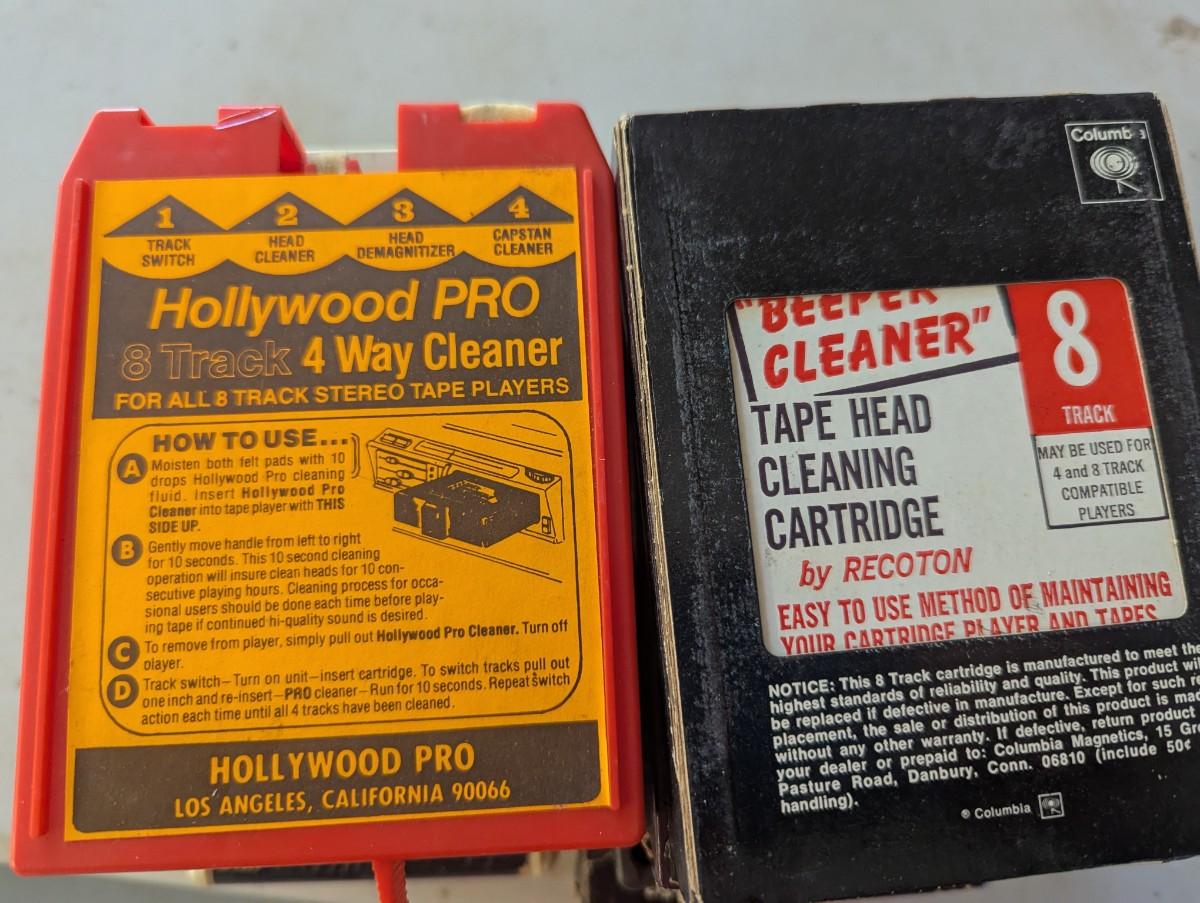 1
TRACK
SWITCH
2
HEAD
CLEANER
3
HEAD
DEMAGNITIZER
4
CAPSTAN
CLEANER
Hollywood PRO
8 Track 4 Way Cleaner
FOR ALL 8 TRACK STEREO TAPE PLAYERS
HOW TO USE...
A Moisten both felt pads with 10
drops Hollywood Pro cleaning
fluid. Insert Hollywood Pro
Cleaner into tape player with THIS
SIDE UP.
B Gently move handle from left to right
for 10 seconds. This 10 second cleaning
operation will insure clean heads for 10 con-
secutive playing hours. Cleaning process for occa-
sional users should be done each time before play-
ing tape if continued hi-quality sound is desired.
C To remove from player, simply pull out Hollywood Pro Cleaner. Turn off
player.
D Track switch—Turn on unit—insert cartridge. To switch tracks pull out
one inch and re-insert—PRO cleaner—Run for 10 seconds. Repeat switch
action each time until all 4 tracks have been cleaned.
HOLLYWOOD PRO
LOS ANGELES, CALIFORNIA 90066
Columb
"BEEPER
CLEANER"
TAPE HEAD
CLEANING
CARTRIDGE
by RECOTON
EASY TO USE METHOD OF MAINTAINING
YOUR CARTRIDGE PLAYER AND TAPES
8
TRACK
MAY BE USED FOR
4 and 8 TRACK
COMPATIBLE
PLAYERS
NOTICE: This 8 Track cartridge is manufactured to meet the
highest standards of reliability and quality. This product
be replaced if defective in manufacture. Except for such
placement, the sale or distribution of this product is
without any other warranty. If defective, return product
your dealer or prepaid to: Columbia Magnetics, 15
Pasture Road, Danbury, Conn. 06810 (include 50¢
handling).
® Columbia